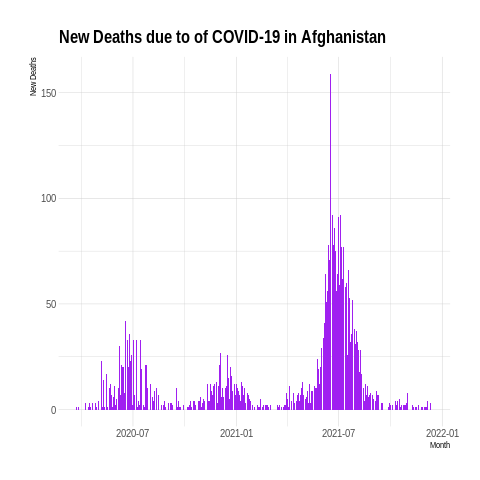 New Deaths due to of COVID-19 in Afghanistan
New Deaths
150
100
50
0
2020-07
2021-01
2021-07
2022-01
Month